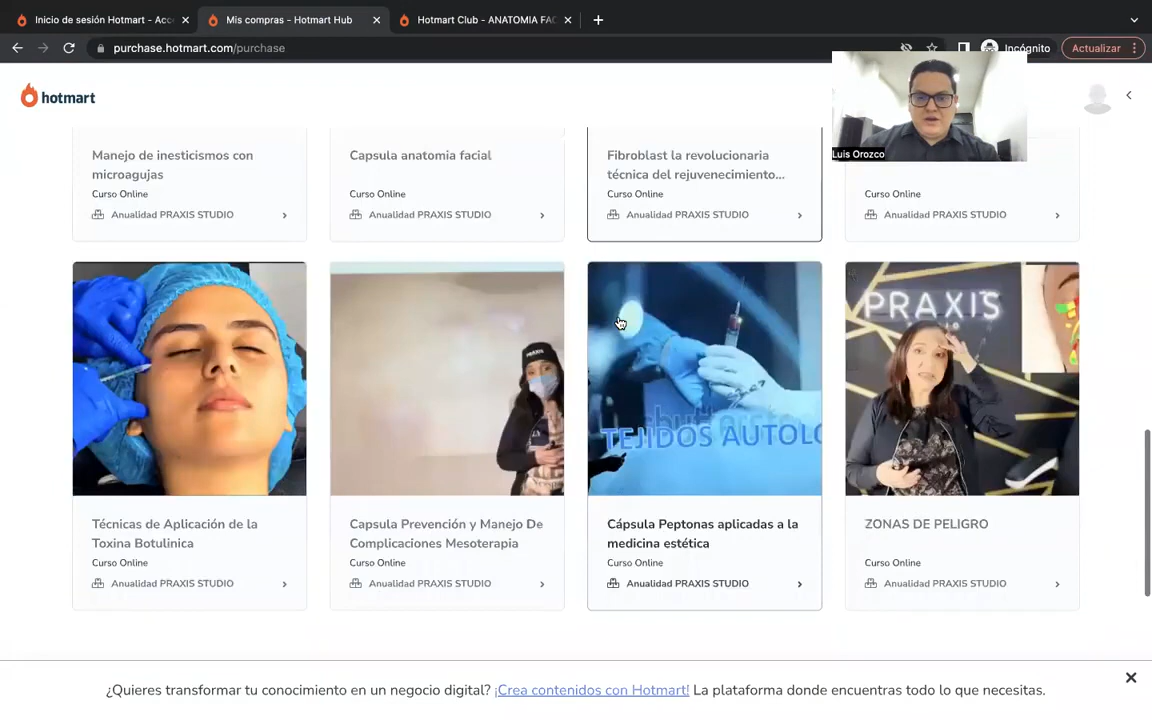 Inicio de sesión Hotmart - Acc
Mis compras - Hotmart Hub
Hotmart Club - ANATOMIA FAC
purchase.hotmart.com/purchase
Incógnito
Actualizar
hotmart
Luis Orozco
Manejo de inesticismos con
microagujas
Curso Online
Anualidad PRAXIS STUDIO
Capsula anatomia facial
Curso Online
Anualidad PRAXIS STUDIO
Fibroblast la revolucionaria
técnica del rejuvenecimiento...
Curso Online
Anualidad PRAXIS STUDIO
Curso Online
Anualidad PRAXIS STUDIO
PRAXIS
TEJIDOS AUTOLO
PRAXIS
Técnicas de Aplicación de la
Toxina Botulinica
Curso Online
Anualidad PRAXIS STUDIO
Capsula Prevención y Manejo De
Complicaciones Mesoterapia
Curso Online
Anualidad PRAXIS STUDIO
Cápsula Peptonas aplicadas a la
medicina estética
Curso Online
Anualidad PRAXIS STUDIO
ZONAS DE PELIGRO
Curso Online
Anualidad PRAXIS STUDIO
¿Quieres transformar tu conocimiento en un negocio digital? ¡Crea contenidos con Hotmart! La plataforma donde encuentras todo lo que necesitas.